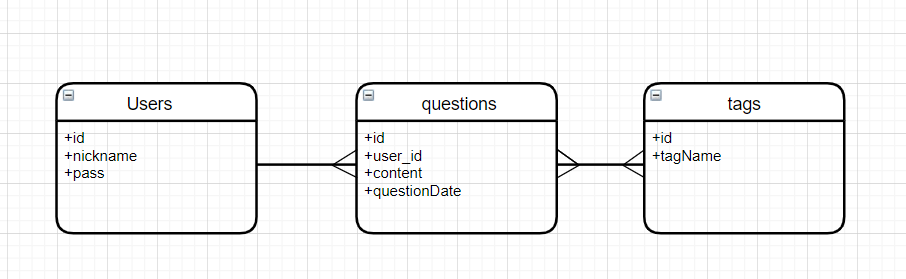 Users
+id
+nickname
+pass
questions
+id
+user_id
+content
+questionDate
tags
+id
+tagName